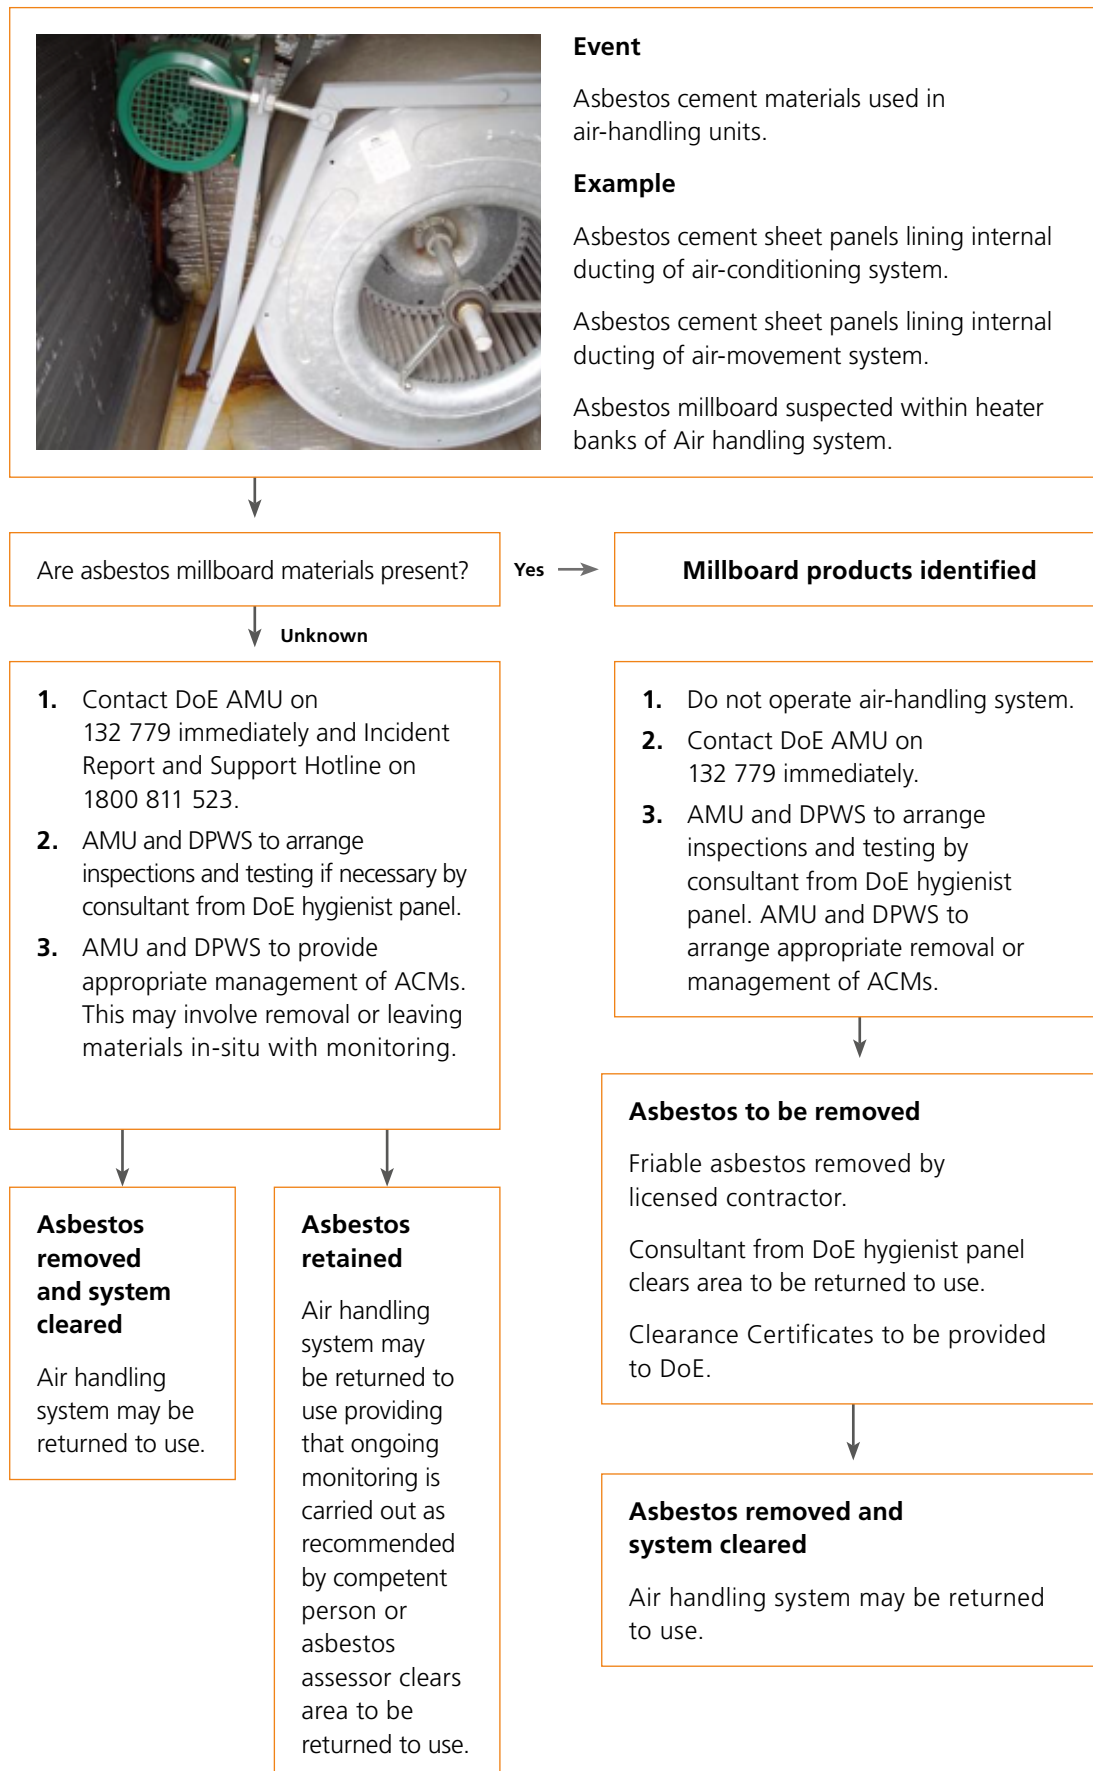 Event
Asbestos cement materials used in
air-handling units.
Example
Asbestos cement sheet panels lining internal
ducting of air-conditioning system.
Asbestos cement sheet panels lining internal
ducting of air-movement system.
Asbestos millboard suspected within heater
banks of Air handling system.
Are asbestos millboard materials present?
Yes
Millboard products identified
Unknown
1. Contact DoE AMU on
132 779 immediately and Incident
Report and Support Hotline on
1800 811 523.
2. AMU and DPWS to arrange
inspections and testing if necessary by
consultant from DoE hygienist panel.
3. AMU and DPWS to provide
appropriate management of ACMs.
This may involve removal or leaving
materials in-situ with monitoring.
1. Do not operate air-handling system.
2. Contact DoE AMU on
132 779 immediately.
3. AMU and DPWS to arrange
inspections and testing by
consultant from DoE hygienist
panel. AMU and DPWS to
arrange appropriate removal or
management of ACMs.
Asbestos
removed
and system
cleared
Air handling
system may be
returned to use.
Asbestos
retained
Air handling
system may
be returned to
use providing
that ongoing
monitoring is
carried out as
recommended
by competent
person or
asbestos
assessor clears
area to be
returned to use.
Asbestos to be removed
Friable asbestos removed by
licensed contractor.
Consultant from DoE hygienist panel
clears area to be returned to use.
Clearance Certificates to be provided
to DoE.
Asbestos removed and
system cleared
Air handling system may be returned
to use.